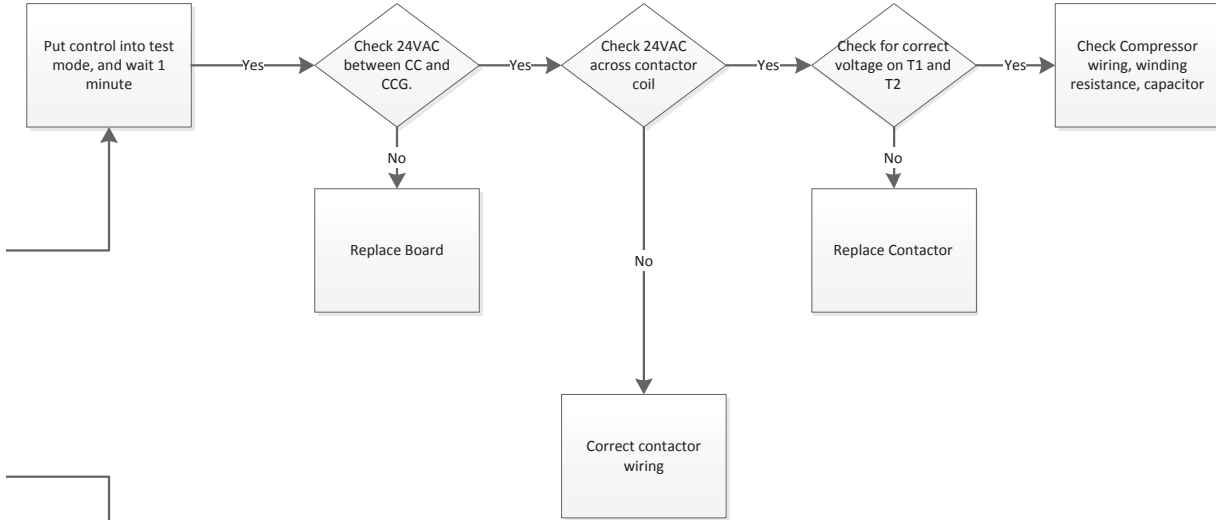 Put control into test
mode, and wait 1
minute
Yes
Check 24VAC
between CC and
CCG.
Yes
Check 24VAC
across contactor
coil
Yes
Check for correct
voltage on T1 and
T2
Yes
Check Compressor
wiring, winding
resistance, capacitor
No
No
No
Replace Board
Replace Contactor
Correct contactor
wiring